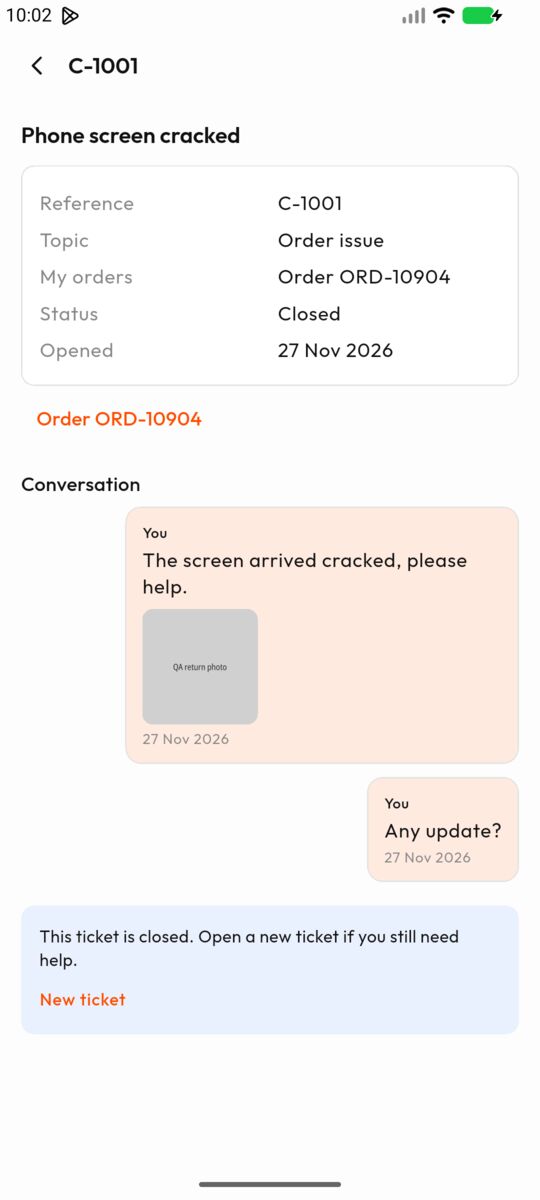 10:02
C-1001
Phone screen cracked
Reference C-1001
Topic Order issue
My orders Order ORD-10904
Status Closed
Opened 27 Nov 2026
Order ORD-10904
Conversation
You
The screen arrived cracked, please
help.
QA return photo
27 Nov 2026
You
Any update?
27 Nov 2026
This ticket is closed. Open a new ticket if you still need
help.
New ticket